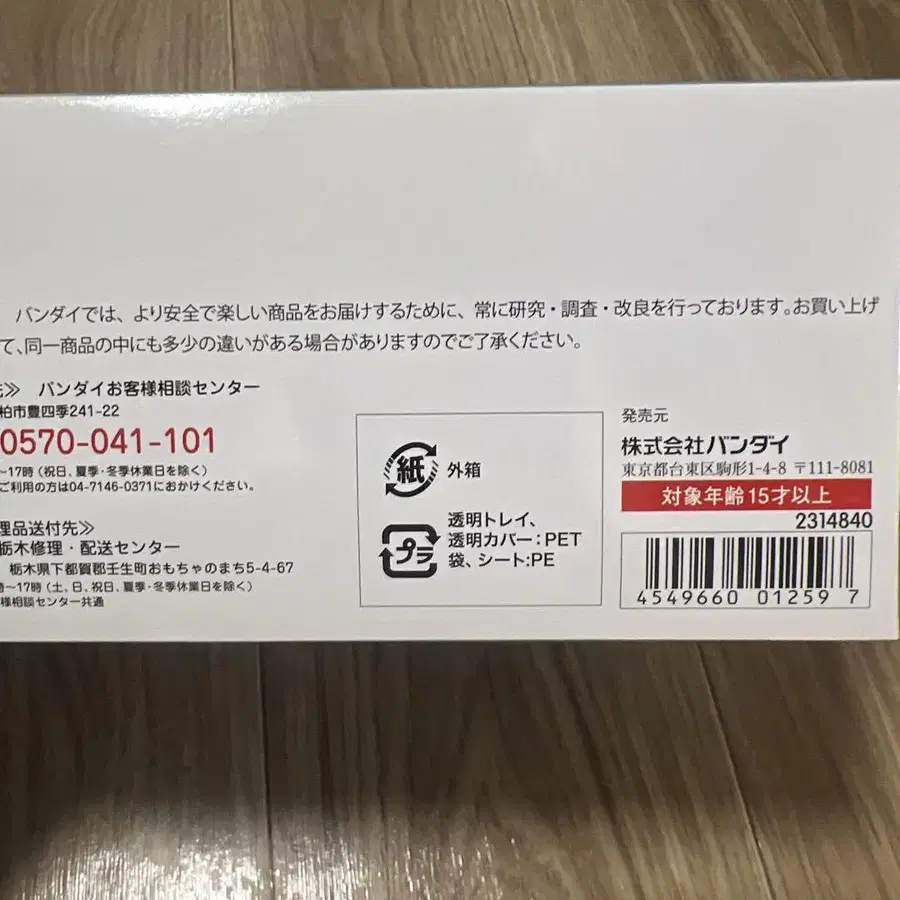 バンダイでは、より安全で楽しい商品をお届けするために、常に研究・調査・改良を行っております。お買い上げ
て、同一商品の中にも多少の違いがある場合がありますのでご了承ください。
先≫ バンダイお客様相談センター
柏市豊四季241-22
0570-041-101
~17時(祝日、夏季・冬季休業日を除く)
ご利用の方は04-7146-0371におかけください。
理品送付先≫
栃木修理・配送センター
栃木県下都賀郡壬生町おもちゃのまち5-4-67
時~17時(土、日、祝日、夏季・冬季休業日を除く)
様相談センター共通
紙 外箱
プラ
透明トレイ、
透明カバー:PET
袋、シート:PE
発売元
株式会社バンダイ
東京都台東区駒形1-4-8 〒111-8081
対象年齢15才以上
2314840
4549660 01259 7